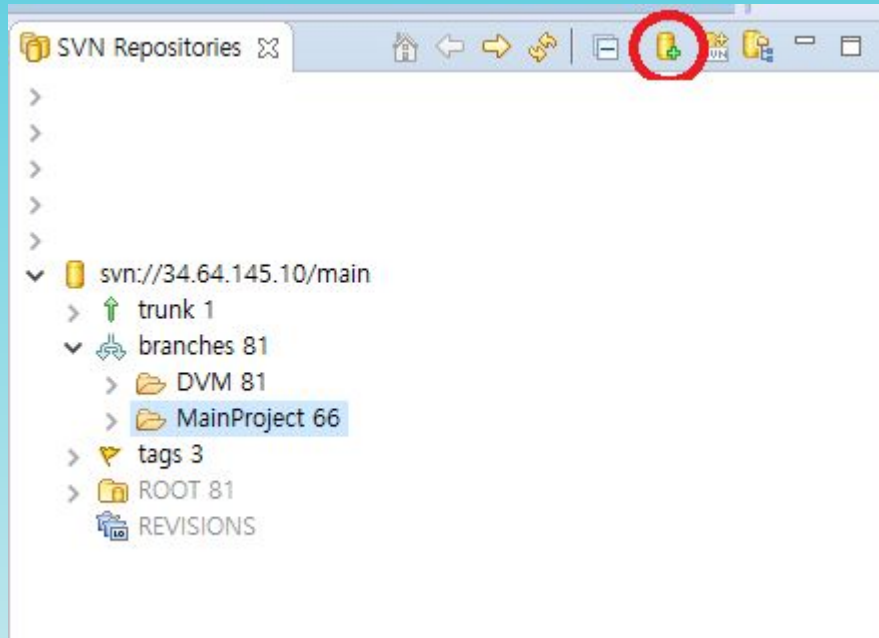 SVN Repositories
svn://34.64.145.10/main
trunk 1
branches 81
DVM 81
MainProject 66
tags 3
ROOT 81
REVISIONS